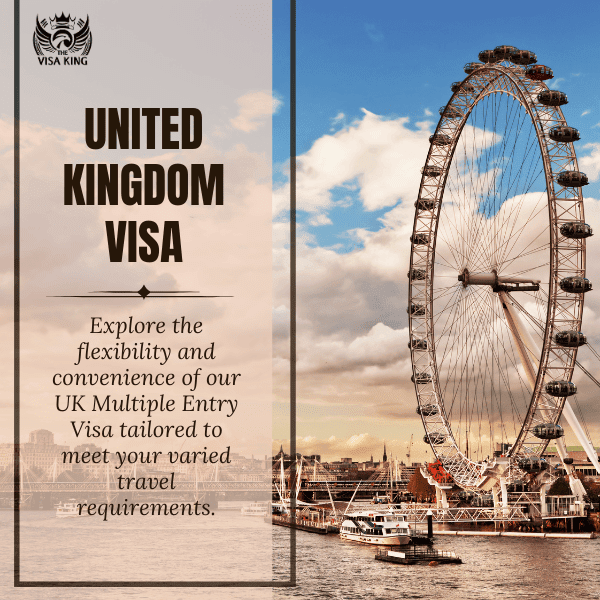 THE
VISA KING
UNITED
KINGDOM
VISA
Explore the
flexibility and
convenience of our
UK Multiple Entry
Visa tailored to
meet your varied
travel
requirements.